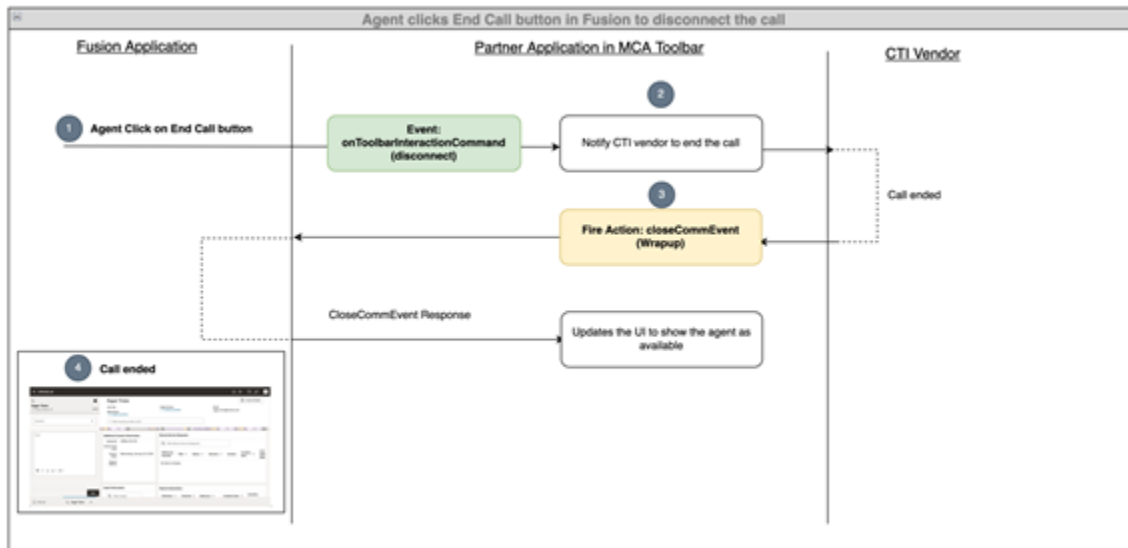 Agent clicks End Call button in Fusion to disconnect the call
Fusion Application
Partner Application in MCA Toolbar
CTI Vendor
1
Agent Click on End Call button
Event:
onToolbarInteractionCommand
(disconnect)
2
Notify CTI vendor to end the call
Call ended
3
Fire Action: closeCommEvent
(Wrapup)
CloseCommEvent Response
Updates the UI to show the agent as
available
4
Call ended